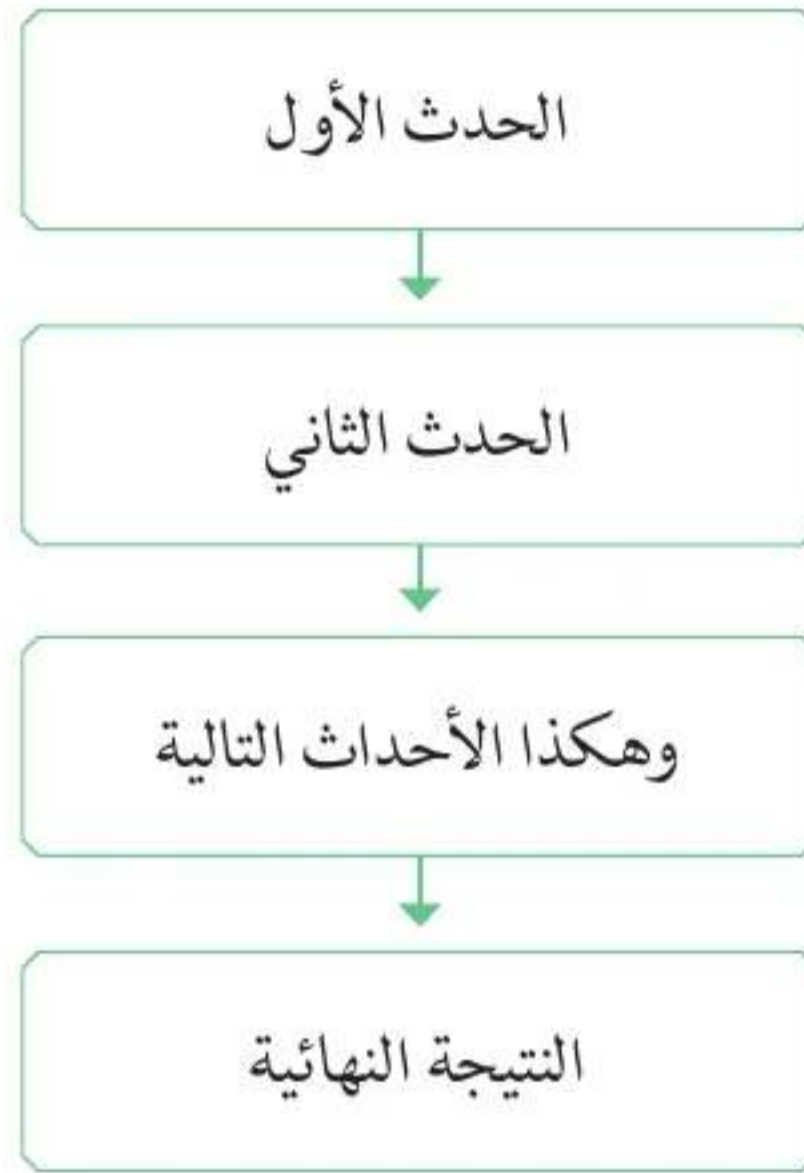 الحدث الأول
الحدث الثاني
وهكذا الأحداث التالية
النتيجة النهائية